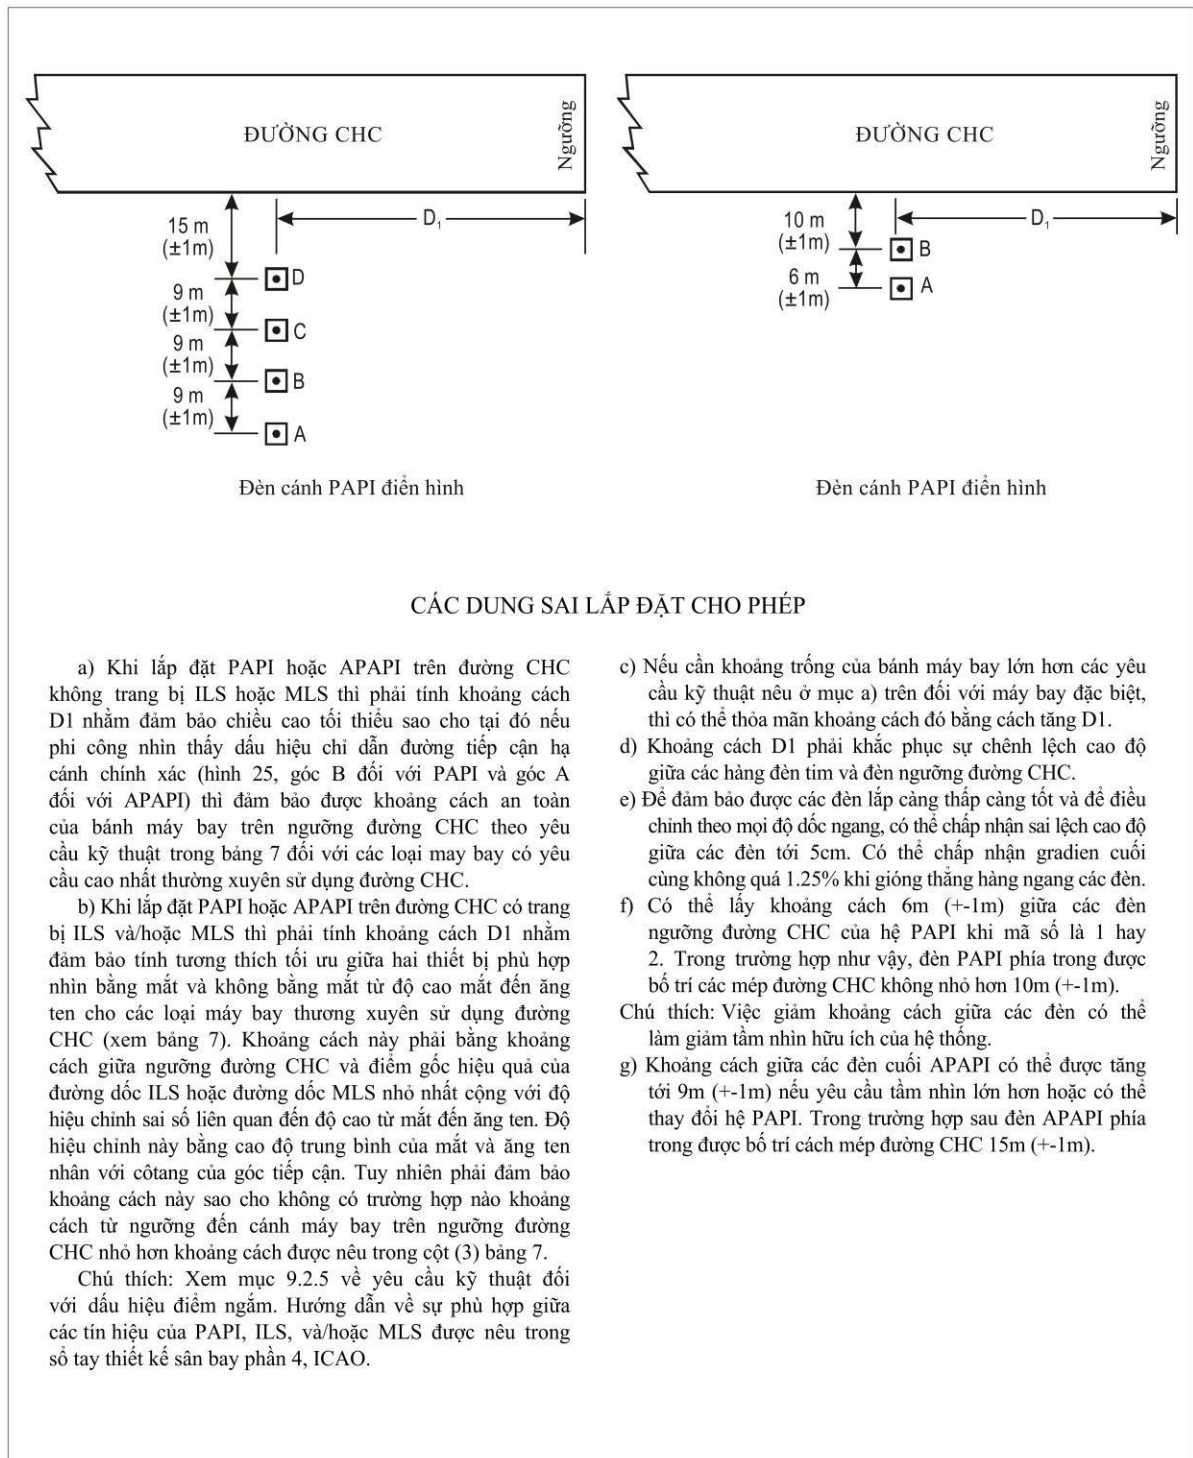 ĐƯỜNG CHC
Ngưỡng
15 m
(±1m)
D₁
D
9 m
(±1m)
C
9 m
(±1m)
B
9 m
(±1m)
A
Đèn cánh PAPI điển hình
ĐƯỜNG CHC
Ngưỡng
10 m
(±1m)
D₁
B
6 m
(±1m)
A
Đèn cánh PAPI điển hình
CÁC DUNG SAI LẮP ĐẶT CHO PHÉP
a) Khi lắp đặt PAPI hoặc APAPI trên đường CHC
không trang bị ILS hoặc MLS thì phải tính khoảng cách
D1 nhằm đảm bảo chiều cao tối thiểu sao cho tại đó nếu
phi công nhìn thấy dấu hiệu chỉ dẫn đường tiếp cận hạ
cánh chính xác (hình 25, góc B đối với PAPI và góc A
đối với APAPI) thì đảm bảo được khoảng cách an toàn
của bánh máy bay trên ngưỡng đường CHC theo yêu
cầu kỹ thuật trong bảng 7 đối với các loại may bay có yêu
cầu cao nhất thường xuyên sử dụng đường CHC.
b) Khi lắp đặt PAPI hoặc APAPI trên đường CHC có trang
bị ILS và/hoặc MLS thì phải tính khoảng cách D1 nhằm
đảm bảo tính tương thích tối ưu giữa hai thiết bị phù hợp
nhìn bằng mắt và không bằng mắt từ độ cao mắt đến ăng
ten cho các loại máy bay thương xuyên sử dụng đường
CHC (xem bảng 7). Khoảng cách này phải bằng khoảng
cách giữa ngưỡng đường CHC và điểm gốc hiệu quả của
đường dốc ILS hoặc đường dốc MLS nhỏ nhất cộng với độ
hiệu chỉnh sai số liên quan đến độ cao từ mắt đến ăng ten. Độ
hiệu chỉnh này bằng cao độ trung bình của mắt và ăng ten
nhân với côtang của góc tiếp cận. Tuy nhiên phải đảm bảo
khoảng cách này sao cho không có trường hợp nào khoảng
cách từ ngưỡng đến cánh máy bay trên ngưỡng đường
CHC nhỏ hơn khoảng cách được nêu trong cột (3) bảng 7.
Chú thích: Xem mục 9.2.5 về yêu cầu kỹ thuật đối
với dấu hiệu điểm ngắm. Hướng dẫn về sự phù hợp giữa
các tín hiệu của PAPI, ILS, và/hoặc MLS được nêu trong
sổ tay thiết kế sân bay phần 4, ICAO.
c) Nếu cần khoảng trống của bánh máy bay lớn hơn các yêu
cầu kỹ thuật nêu ở mục a) trên đối với máy bay đặc biệt,
thì có thể thỏa mãn khoảng cách đó bằng cách tăng D1.
d) Khoảng cách D1 phải khắc phục sự chênh lệch cao độ
giữa các hàng đèn tim và đèn ngưỡng đường CHC.
e) Để đảm bảo được các đèn lắp càng thấp càng tốt và để điều
chỉnh theo mọi độ dốc ngang, có thể chấp nhận sai lệch cao độ
giữa các đèn tới 5cm. Có thể chấp nhận gradien cuối
cùng không quá 1.25% khi gióng thẳng hàng ngang các đèn.
f) Có thể lấy khoảng cách 6m (+-1m) giữa các đèn
ngưỡng đường CHC của hệ PAPI khi mã số là 1 hay
2. Trong trường hợp như vậy, đèn PAPI phía trong được
bố trí các mép đường CHC không nhỏ hơn 10m (+-1m).
Chú thích: Việc giảm khoảng cách giữa các đèn có thể
làm giảm tầm nhìn hữu ích của hệ thống.
g) Khoảng cách giữa các đèn cuối APAPI có thể được tăng
tới 9m (+-1m) nếu yêu cầu tầm nhìn lớn hơn hoặc có thể
thay đổi hệ PAPI. Trong trường hợp sau đèn APAPI phía
trong được bố trí cách mép đường CHC 15m (+-1m).